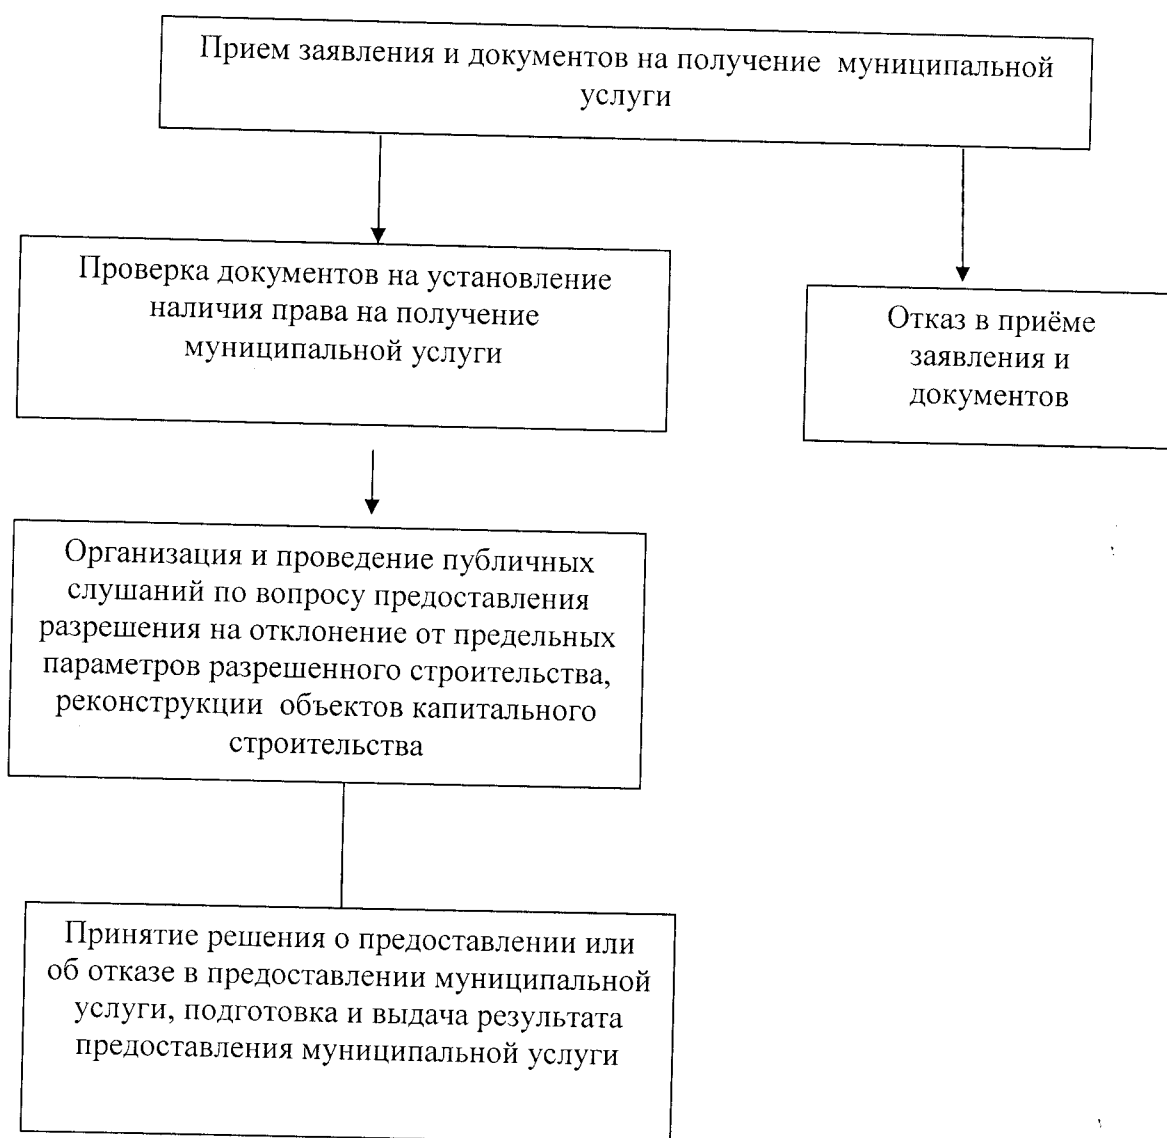 Прием заявления и документов на получение муниципальной
услуги
Проверка документов на установление
наличия права на получение
муниципальной услуги
Отказ в приёме
заявления и
документов
Организация и проведение публичных
слушаний по вопросу предоставления
разрешения на отклонение от предельных
параметров разрешенного строительства,
реконструкции объектов капитального
строительства
Принятие решения о предоставлении или
об отказе в предоставлении муниципальной
услуги, подготовка и выдача результата
предоставления муниципальной услуги